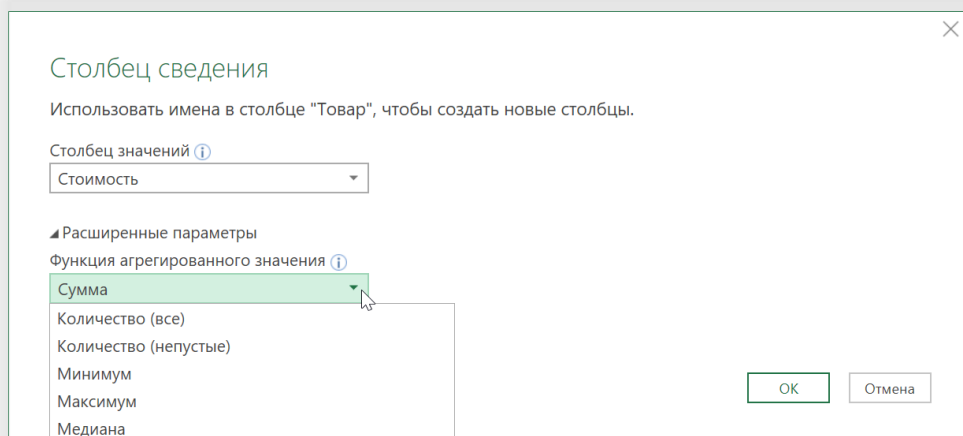 Столбец сведения
Использовать имена в столбце "Товар", чтобы создать новые столбцы.
Столбец значений
Стоимость
Расширенные параметры
Функция агрегированного значения
Сумма
Количество (все)
Количество (непустые)
Минимум
Максимум
Медиана
ОК
Отмена